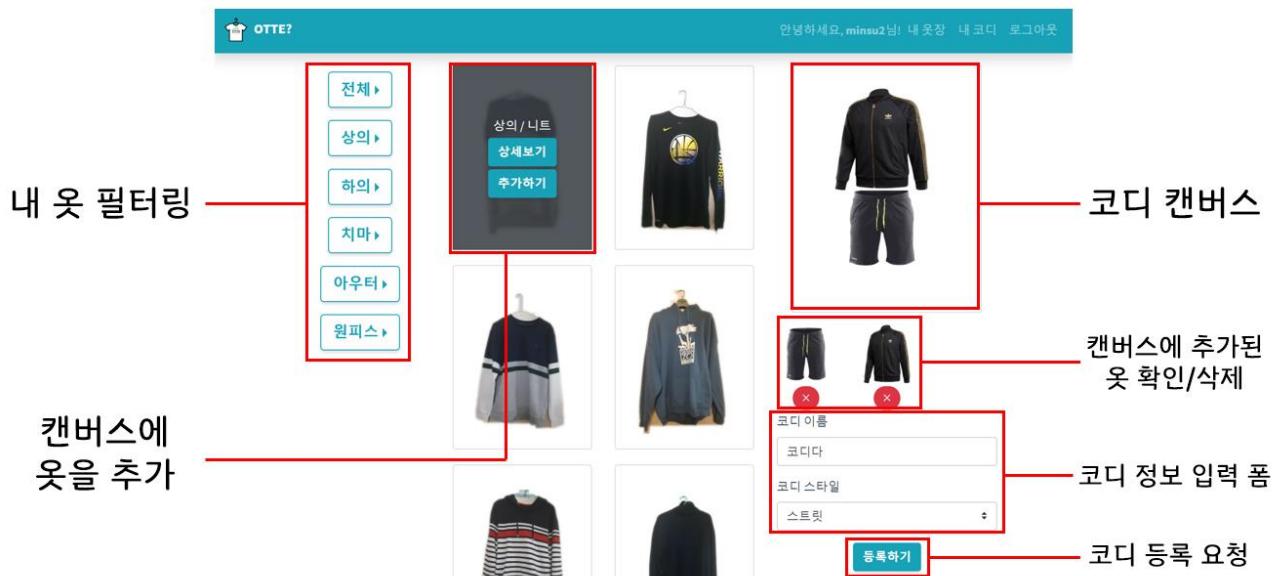 OTTE?
안녕하세요, minsu2님! 내 옷장 내 코디 로그아웃
내 옷 필터링
전체
상의
하의
치마
아우터
원피스
상의 / 니트
상세보기
추가하기
WARRIORS
코디 캔버스
캔버스에 추가된
옷 확인/삭제
캔버스에
옷을 추가
코디 이름
코디다
코디 스타일
스트릿
코디 정보 입력 폼
등록하기
코디 등록 요청